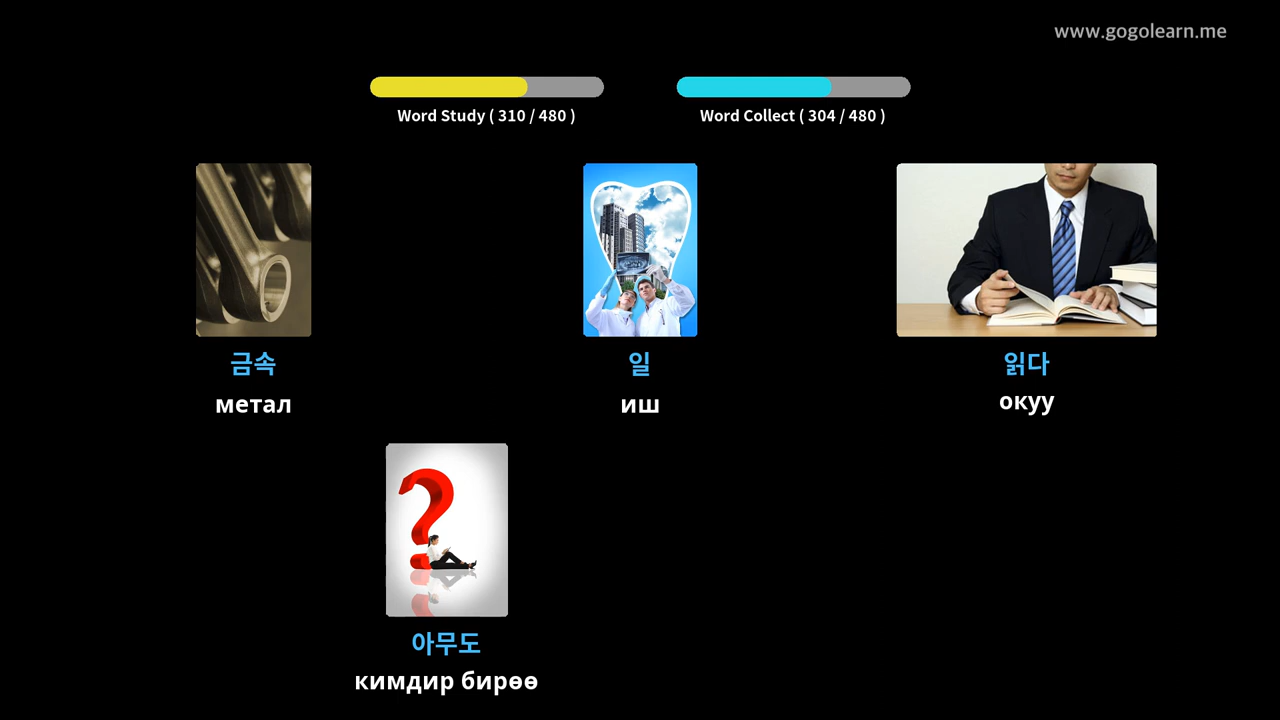 www.gogolearn.me
Word Study ( 310 / 480 )
Word Collect ( 304 / 480 )
금속
метал
일
иш
읽다
окуу
아무도
кимдир бирөө